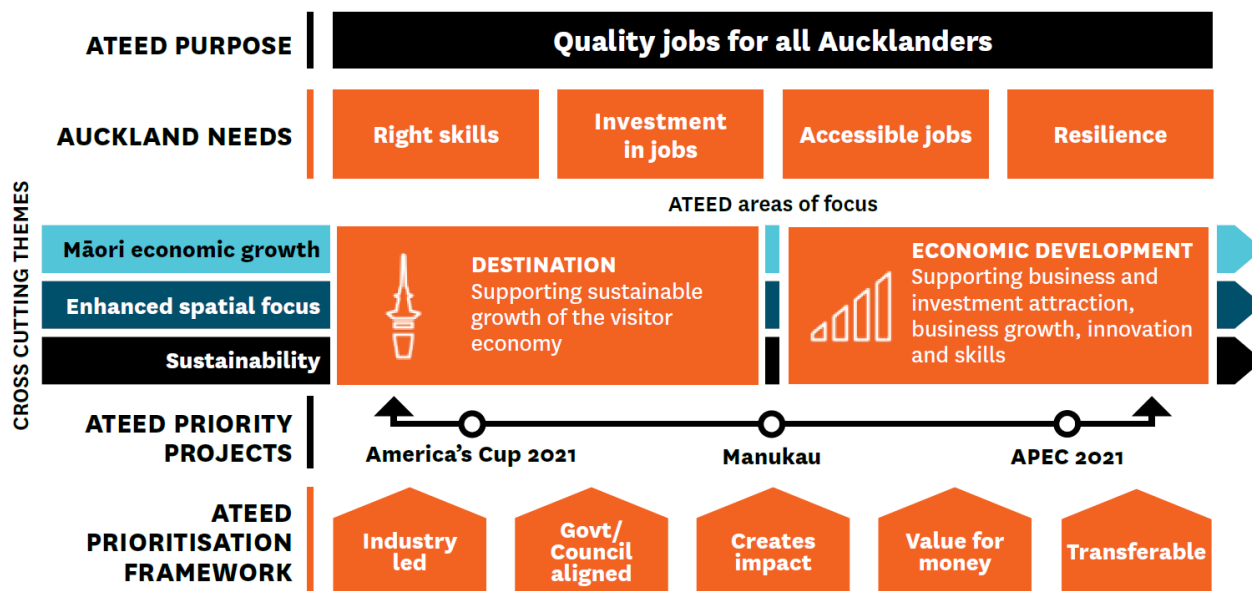 ATEED PURPOSE
Quality jobs for all Aucklanders
AUCKLAND NEEDS
Right skills
Investment
in jobs
Accessible jobs
Resilience
CROSS CUTTING THEMES
ATEED areas of focus
Māori economic growth
Enhanced spatial focus
Sustainability
DESTINATION
Supporting sustainable
growth of the visitor
economy
ECONOMIC DEVELOPMENT
Supporting business and
investment attraction,
business growth, innovation
and skills
ATEED PRIORITY
PROJECTS
America's Cup 2021
Manukau
APEC 2021
ATEED
PRIORITISATION
FRAMEWORK
Industry
led
Govt/
Council
aligned
Creates
impact
Value for
money
Transferable